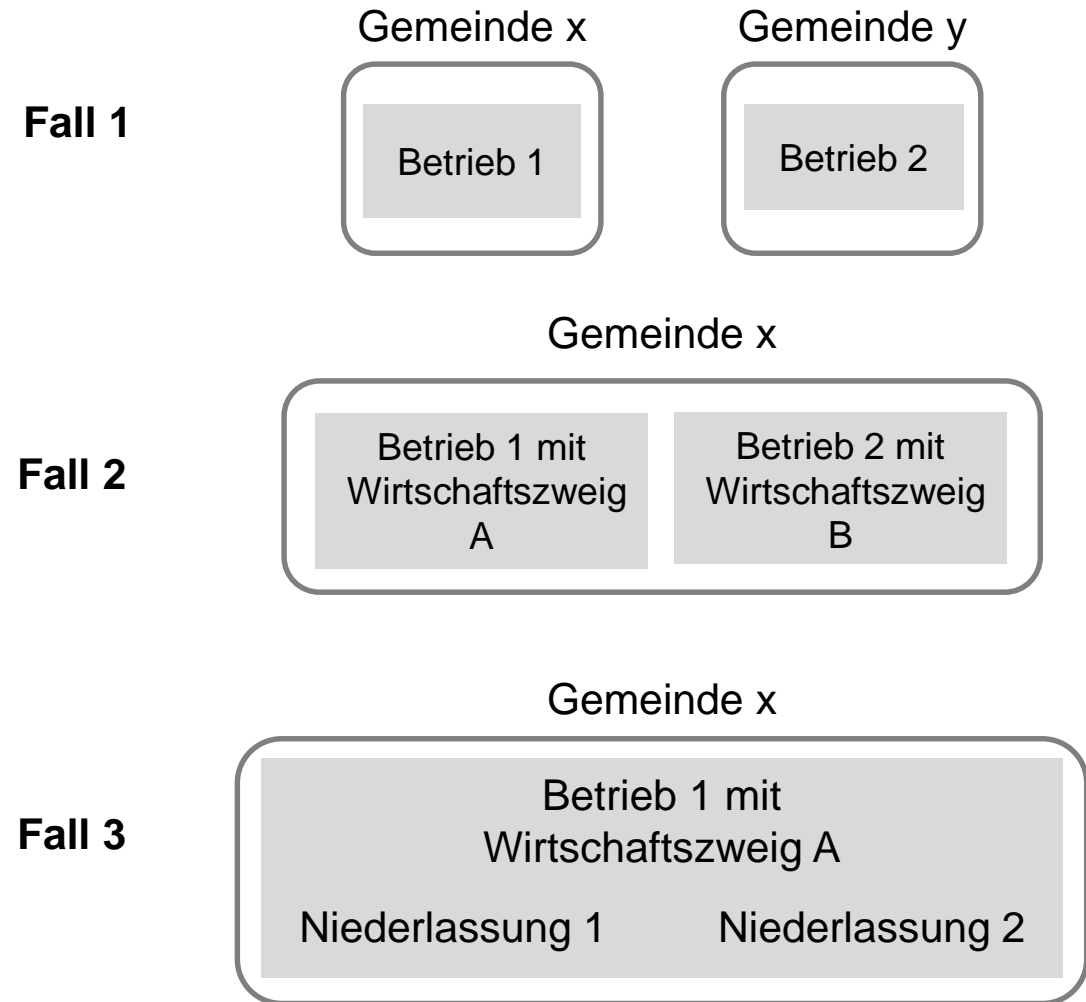 Gemeinde x
Gemeinde y
Fall 1
Betrieb 1
Betrieb 2
Gemeinde x
Fall 2
Betrieb 1 mit
Wirtschaftszweig
A
Betrieb 2 mit
Wirtschaftszweig
B
Gemeinde x
Fall 3
Betrieb 1 mit
Wirtschaftszweig A
Niederlassung 1
Niederlassung 2